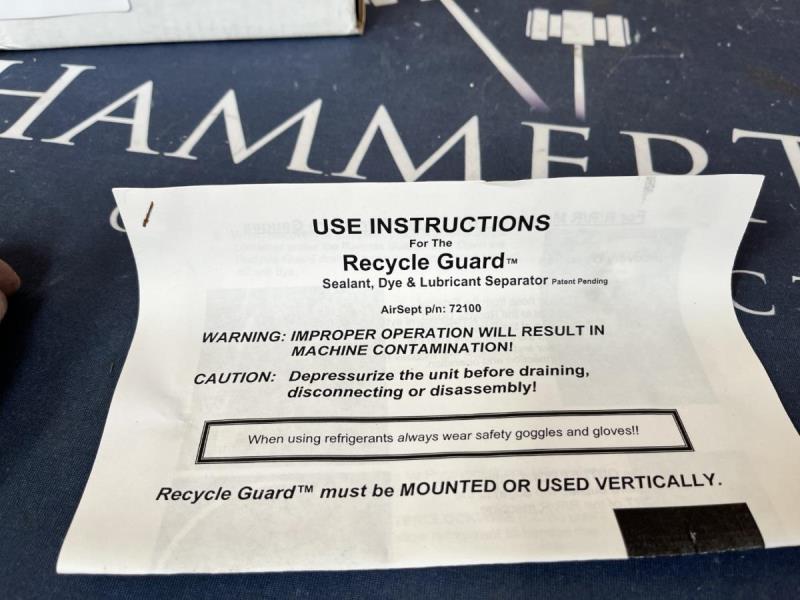 HAMMERT
USE INSTRUCTIONS
For The
Recycle Guard™
Sealant, Dye & Lubricant Separator Patent Pending
AirSept p/n: 72100
WARNING: IMPROPER OPERATION WILL RESULT IN
MACHINE CONTAMINATION!
CAUTION: Depressurize the unit before draining,
disconnecting or disassembly!
When using refrigerants always wear safety goggles and gloves!!
Recycle Guard™ must be MOUNTED OR USED VERTICALLY.